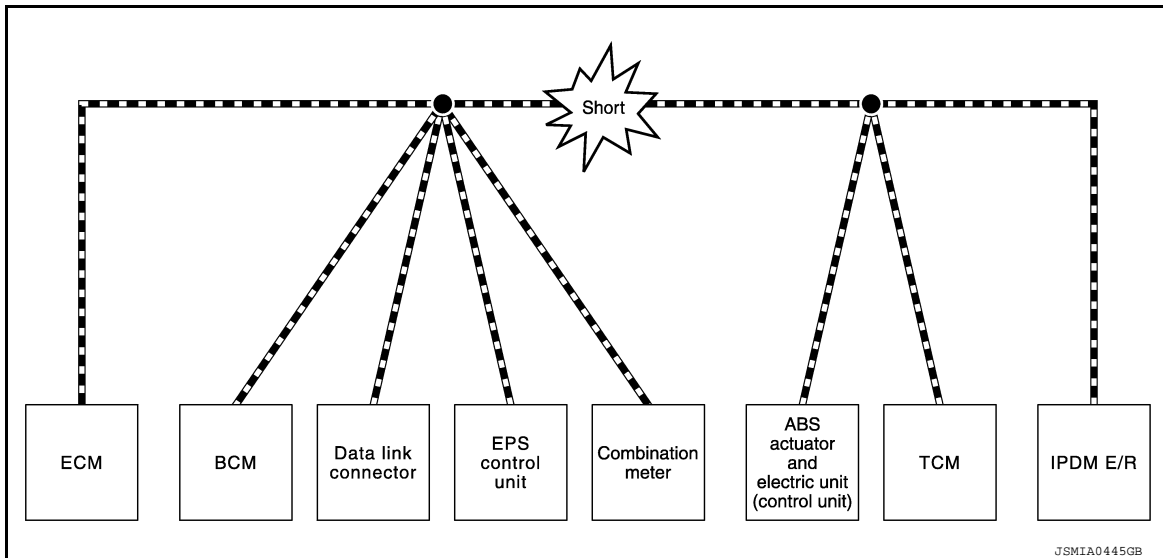 Short
ECM
BCM
Data link
connector
EPS
control
unit
Combination
meter
ABS
actuator
and
electric unit
(control unit)
TCM
IPDM E/R
JSMIA0445GB